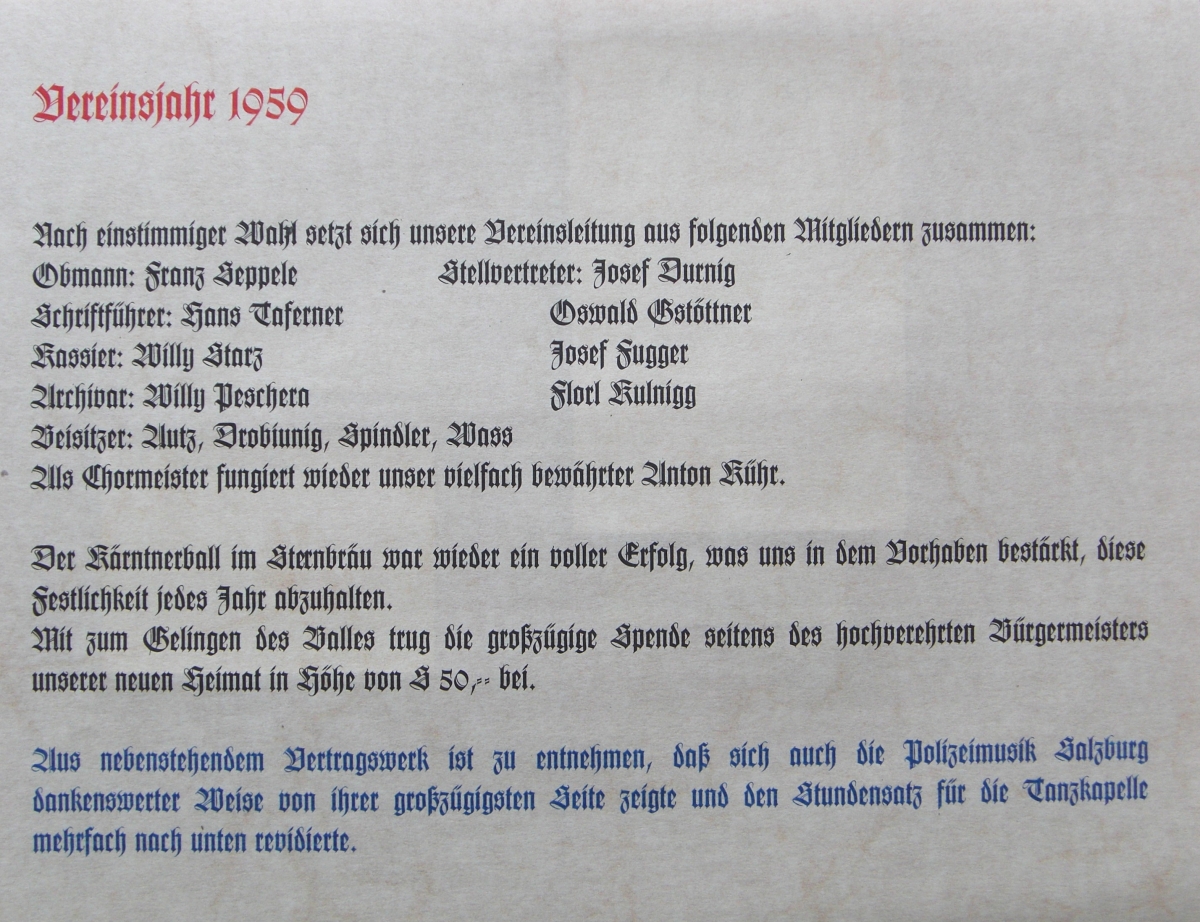 Vereinsjahr 1959
Nach einstimmiger Wahl setzt sich unsere Vereinsleitung aus folgenden Mitgliedern zusammen:
Obmann: Franz Seppele Stellvertreter: Josef Durnig
Schriftführer: Hans Taferner Oswald Gstöttner
Kassier: Willy Starz Josef Fugger
Archivar: Willy Peschera Florl Kulnigg
Beisitzer: Autz, Drobiunig, Spindler, Wass
Als Chormeister fungiert wieder unser vielfach bewährter Anton Kühr.
Der Kärntnerball im Sternbräu war wieder ein voller Erfolg, was uns in dem Vorhaben bestärkt, diese
Festlichkeit jedes Jahr abzuhalten.
Mit zum Gelingen des Balles trug die großzügige Spende seitens des hochverehrten Bürgermeisters
unserer neuen Heimat in Höhe von S 50,-- bei.
Aus nebenstehendem Vertragswerk ist zu entnehmen, daß sich auch die Polizeimusik Salzburg
dankenswerter Weise von ihrer großzügigsten Seite zeigte und den Stundensatz für die Tanzkapelle
mehrfach nach unten revidierte.